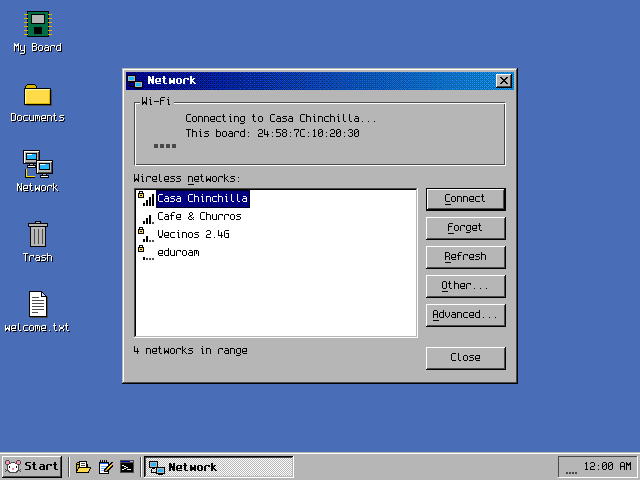 My Board
Documents
Network
Trash
welcome.txt
Network
Wi-Fi
Connecting to Casa Chinchilla...
This board: 24:58:7C:10:20:30
Wireless networks:
Casa Chinchilla
Cafe & Churros
Vecinos 2.4G
eduroam
Connect
Forget
Refresh
Other...
Advanced...
4 networks in range
Close
Start
Network
12:00 AM